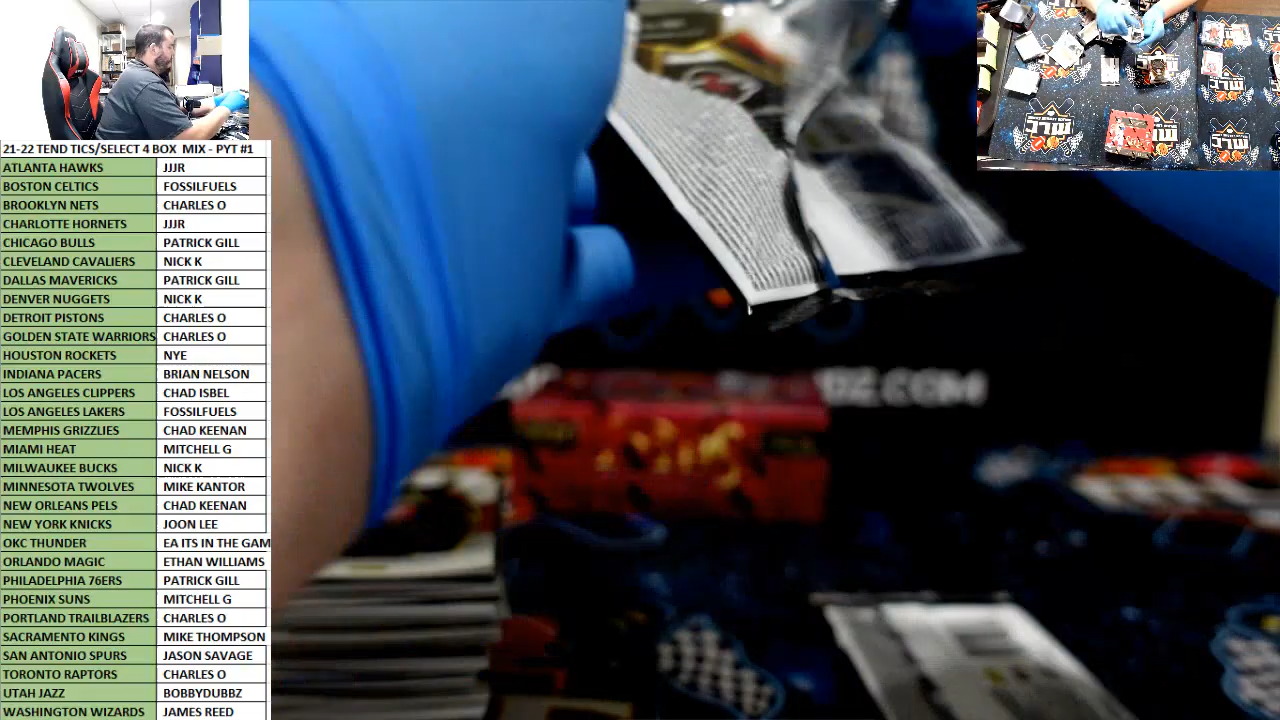 21-22 TEND TICS/SELECT 4 BOX MIX - PYT #1
ATLANTA HAWKS JJJR
BOSTON CELTICS FOSSILFUELS
BROOKLYN NETS CHARLES O
CHARLOTTE HORNETS JJJR
CHICAGO BULLS PATRICK GILL
CLEVELAND CAVALIERS NICK K
DALLAS MAVERICKS PATRICK GILL
DENVER NUGGETS NICK K
DETROIT PISTONS CHARLES O
GOLDEN STATE WARRIORS CHARLES O
HOUSTON ROCKETS NYE
INDIANA PACERS BRIAN NELSON
LOS ANGELES CLIPPERS CHAD ISBEL
LOS ANGELES LAKERS FOSSILFUELS
MEMPHIS GRIZZLIES CHAD KEENAN
MIAMI HEAT MITCHELL G
MILWAUKEE BUCKS NICK K
MINNESOTA TWOLVES MIKE KANTOR
NEW ORLEANS PELS CHAD KEENAN
NEW YORK KNICKS JOON LEE
OKC THUNDER EA ITS IN THE GAM
ORLANDO MAGIC ETHAN WILLIAMS
PHILADELPHIA 76ERS PATRICK GILL
PHOENIX SUNS MITCHELL G
PORTLAND TRAILBLAZERS CHARLES O
SACRAMENTO KINGS MIKE THOMPSON
SAN ANTONIO SPURS JASON SAVAGE
TORONTO RAPTORS CHARLES O
UTAH JAZZ BOBBYDUBBZ
WASHINGTON WIZARDS JAMES REED